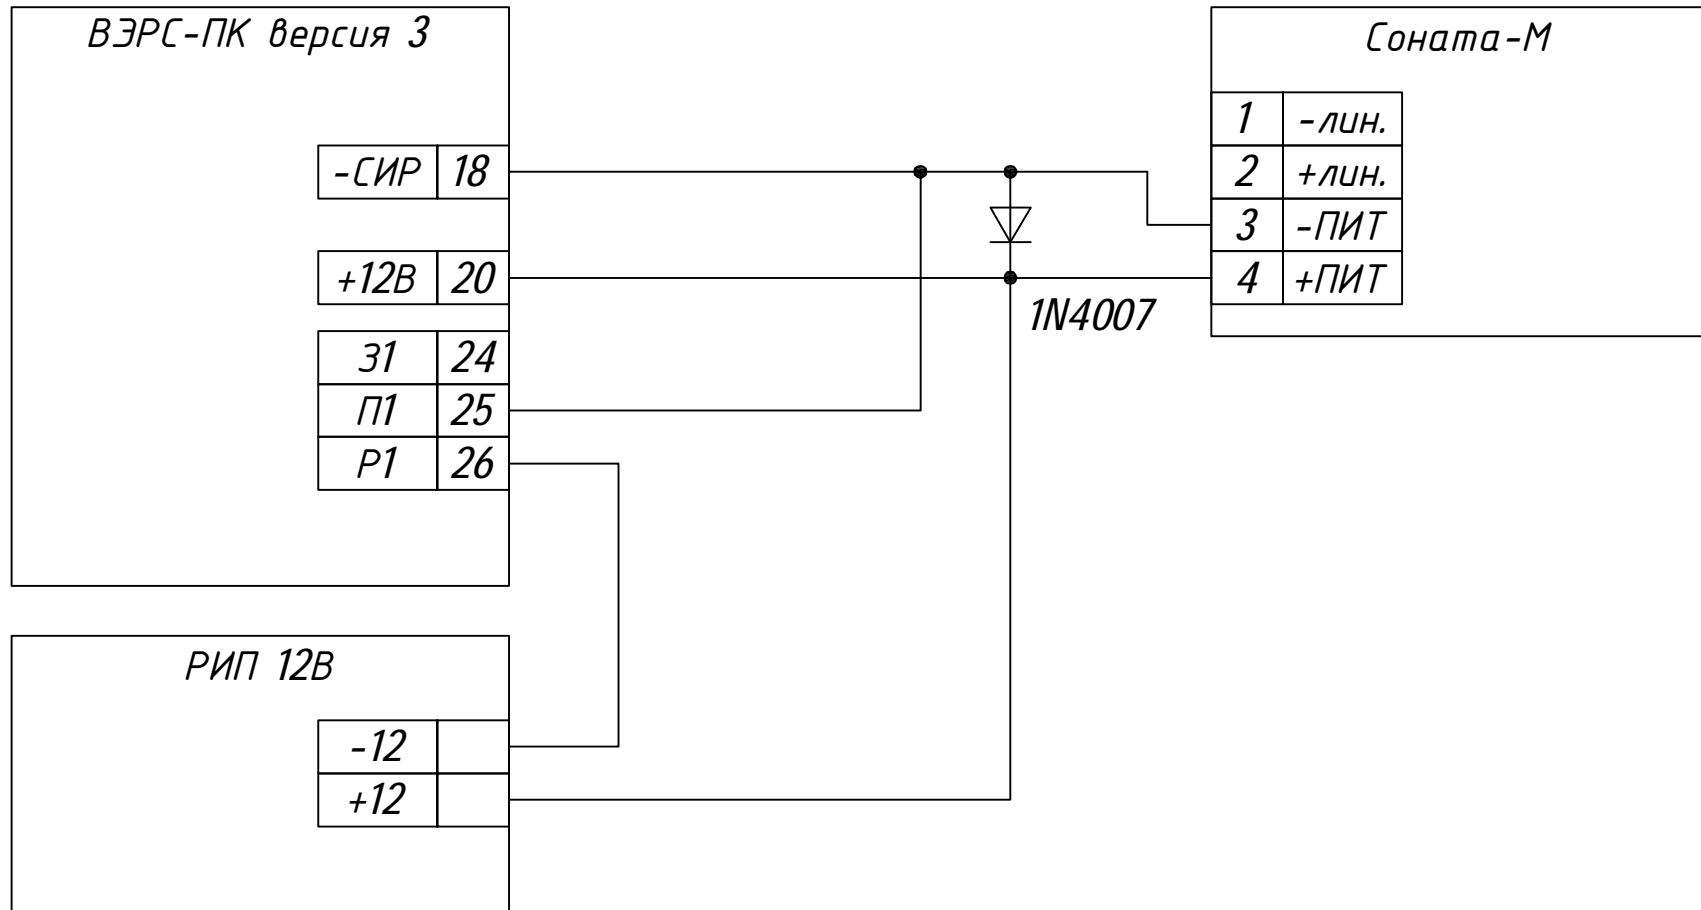 ВЭРС-ПК версия 3
-СИР 18
+12В 20
З1 24
П1 25
Р1 26
РИП 12В
-12
+12
1N4007
Соната-М
1 -лин.
2 +лин.
3 -ПИТ
4 +ПИТ